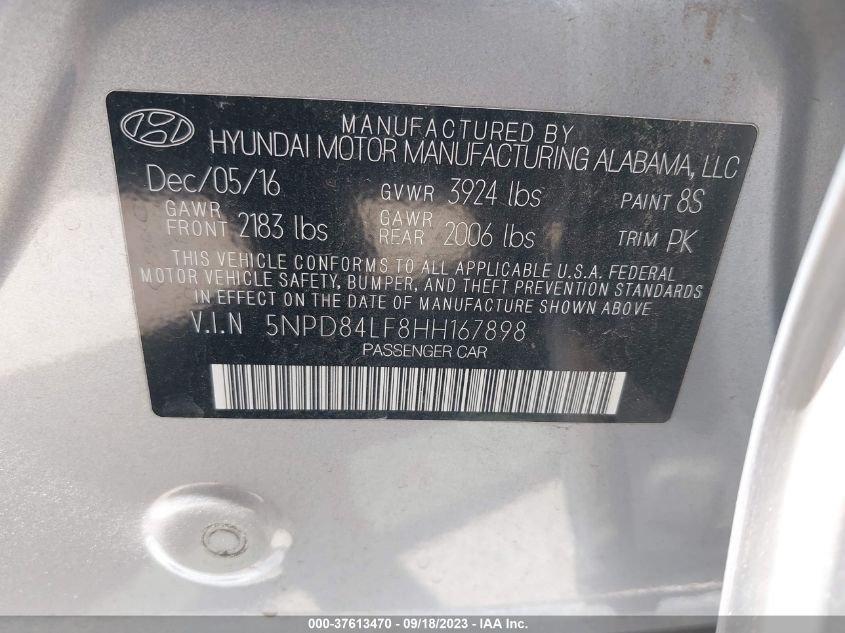 MANUFACTURED BY
HYUNDAI MOTOR MANUFACTURING ALABAMA, LLC
Dec/05/16 GVWR 3924 lbs PAINT 8S
GAWR FRONT 2183 lbs GAWR REAR 2006 lbs TRIM PK
THIS VEHICLE CONFORMS TO ALL APPLICABLE U.S.A. FEDERAL
MOTOR VEHICLE SAFETY, BUMPER, AND THEFT PREVENTION STANDARDS
IN EFFECT ON THE DATE OF MANUFACTURE SHOWN ABOVE.
V.I.N 5NPD84LF8HH167898
PASSENGER CAR
000-37613470 - 09/18/2023 - IAAI, Inc.